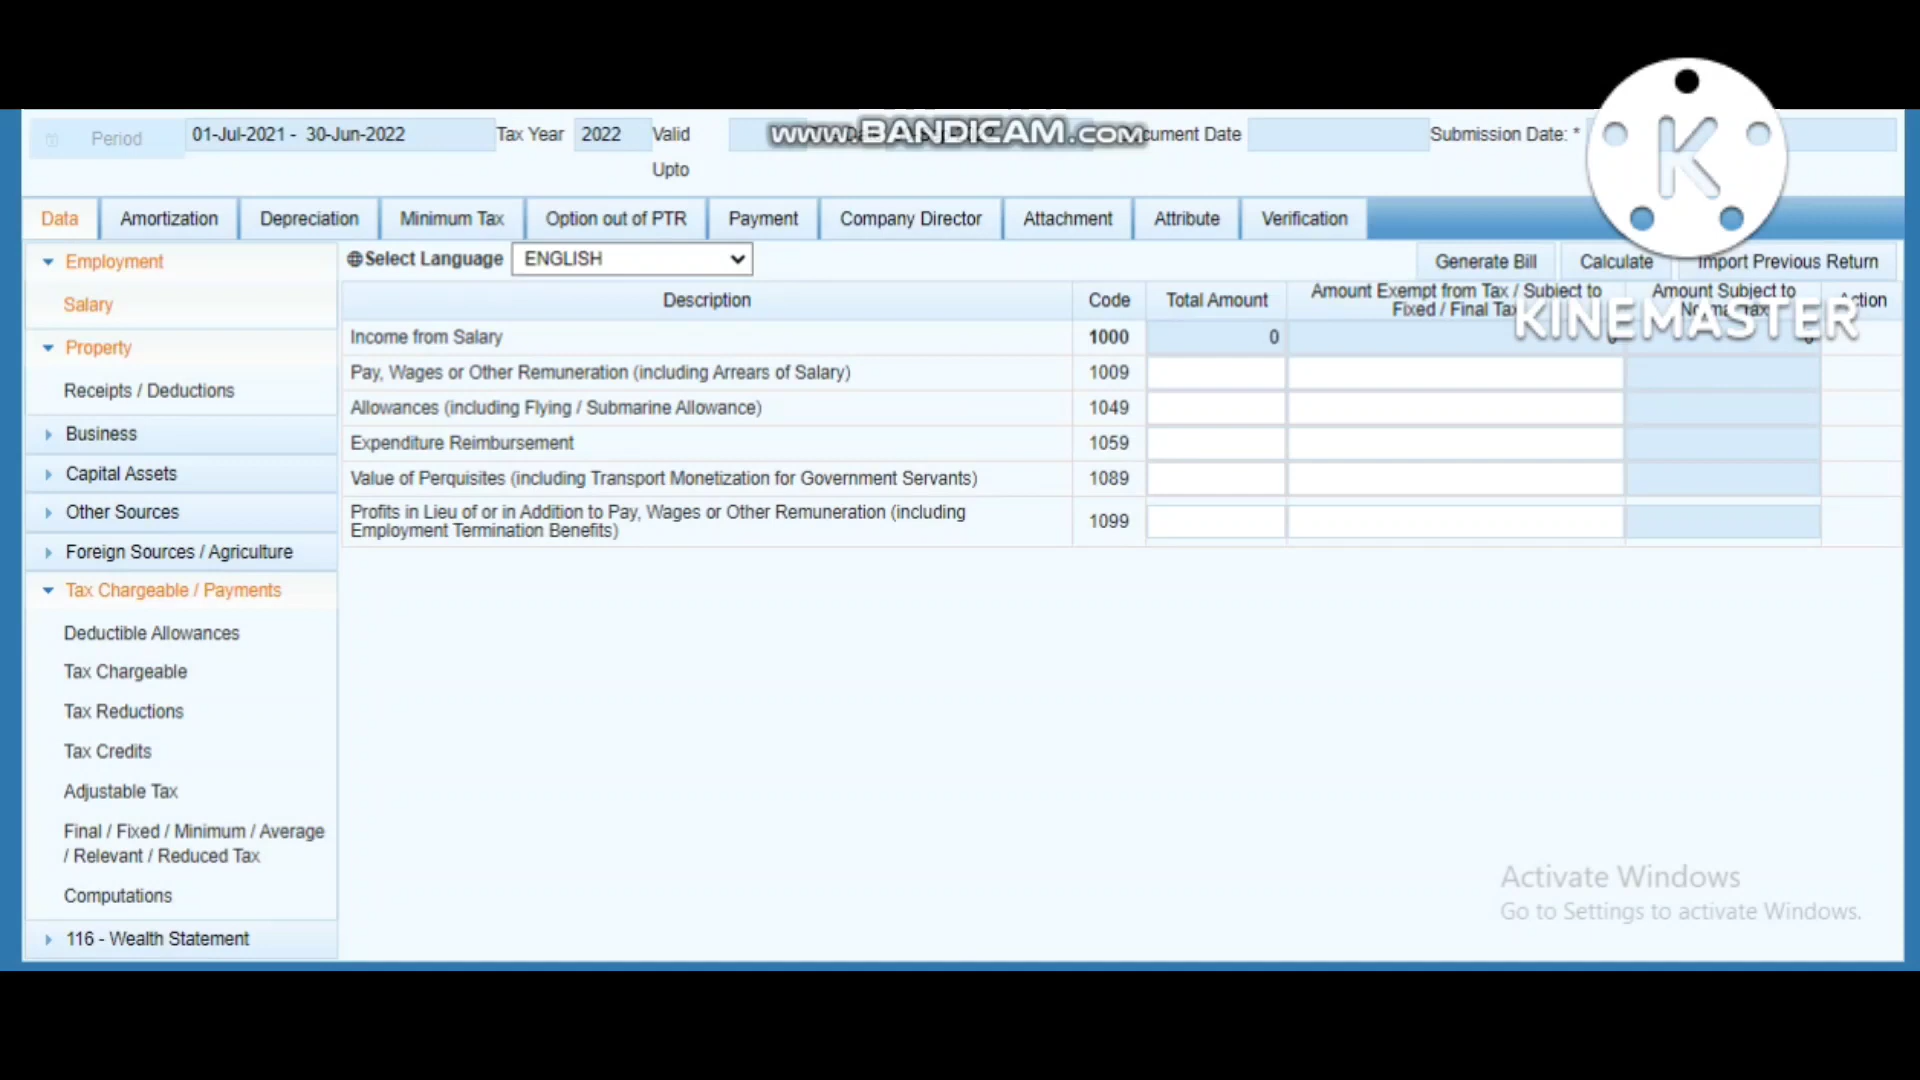 www.BANDICAM.com
Period 01-Jul-2021 - 30-Jun-2022 Tax Year 2022 Valid Upto Document Date Submission Date: *
K
Data Amortization Depreciation Minimum Tax Option out of PTR Payment Company Director Attachment Attribute Verification
Select Language ENGLISH
Generate Bill Calculate Import Previous Return
KINEMASTER
Description Code Total Amount Amount Exempt from Tax / Subject to Fixed / Final Tax Amount Subject to Normal Tax Action
Income from Salary 1000 0 0 0
Pay, Wages or Other Remuneration (including Arrears of Salary) 1009
Allowances (including Flying / Submarine Allowance) 1049
Expenditure Reimbursement 1059
Value of Perquisites (including Transport Monetization for Government Servants) 1089
Profits in Lieu of or in Addition to Pay, Wages or Other Remuneration (including
Employment Termination Benefits) 1099
Employment
Salary
Property
Receipts / Deductions
Business
Capital Assets
Other Sources
Foreign Sources / Agriculture
Tax Chargeable / Payments
Deductible Allowances
Tax Chargeable
Tax Reductions
Tax Credits
Adjustable Tax
Final / Fixed / Minimum / Average
/ Relevant / Reduced Tax
Computations
116 - Wealth Statement
Activate Windows
Go to Settings to activate Windows.